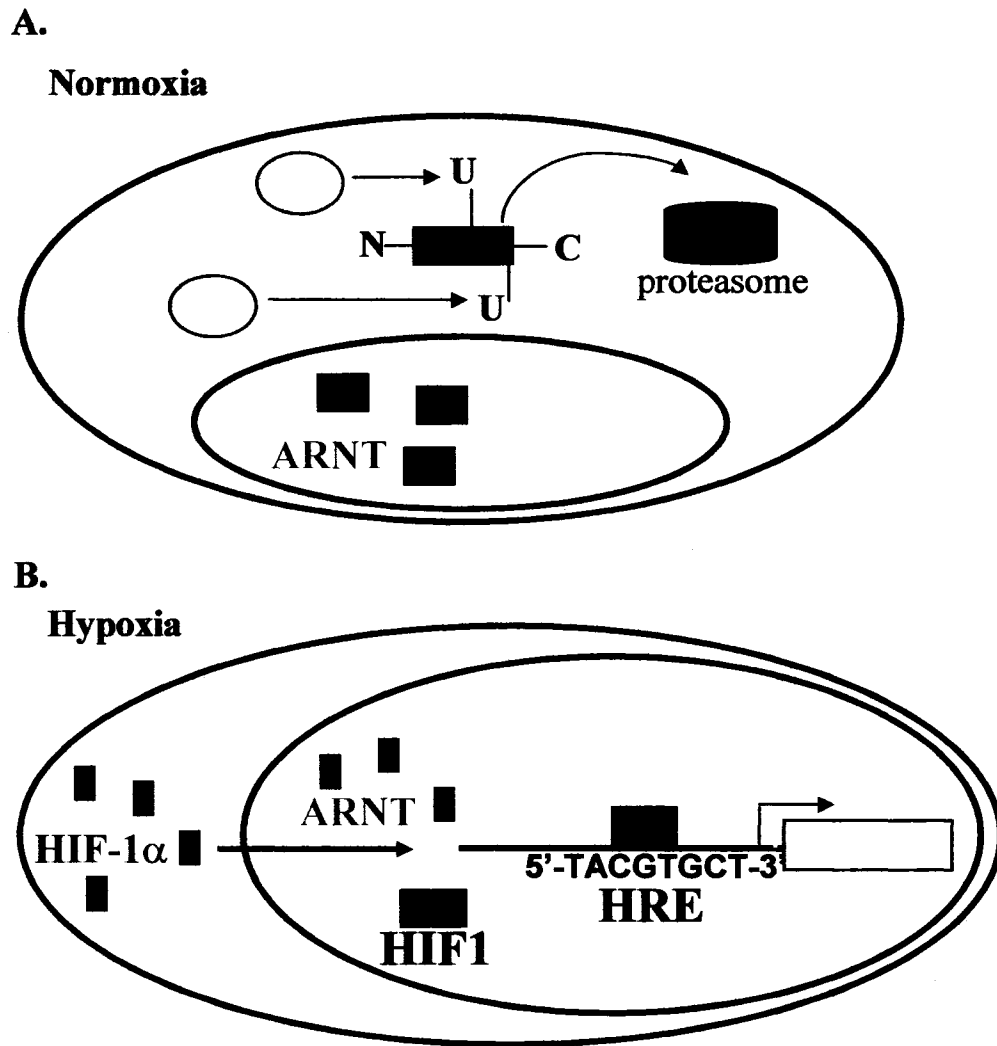 A.
Normoxia
U
N
C
U
proteasome
ARNT
B.
Hypoxia
ARNT
HIF-1α
5’-TACGTGCT-3’
HRE
HIF1